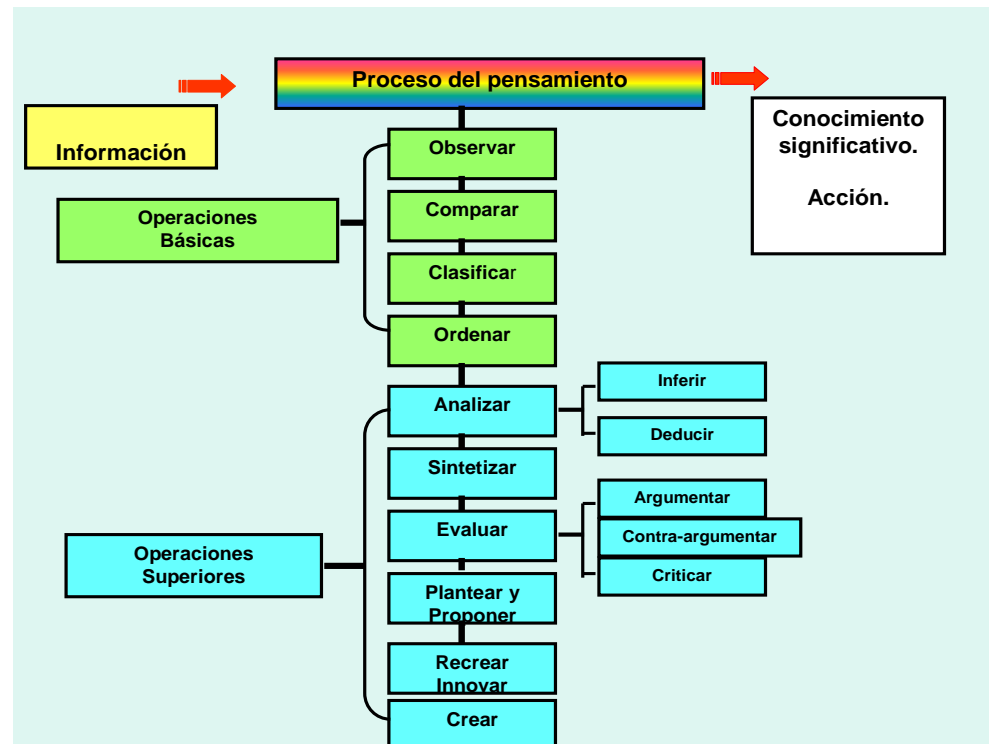 Proceso del pensamiento
Información
Conocimiento
significativo.
Acción.
Observar
Comparar
Operaciones
Básicas
Clasificar
Ordenar
Analizar
Inferir
Deducir
Sintetizar
Evaluar
Argumentar
Contra-argumentar
Criticar
Operaciones
Superiores
Plantear y
Proponer
Recrear
Innovar
Crear